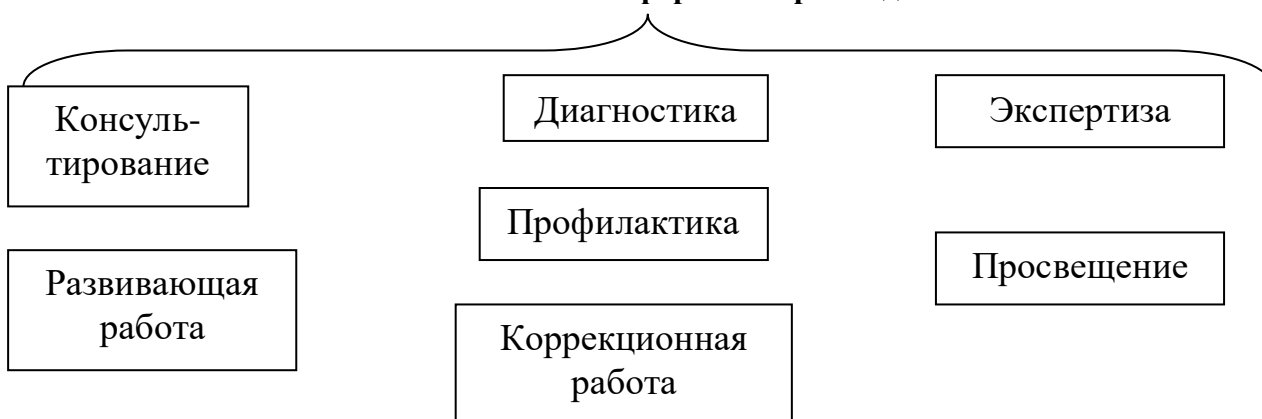 Консуль-
тирование
Диагностика
Экспертиза
Профилактика
Развивающая
работа
Просвещение
Коррекционная
работа